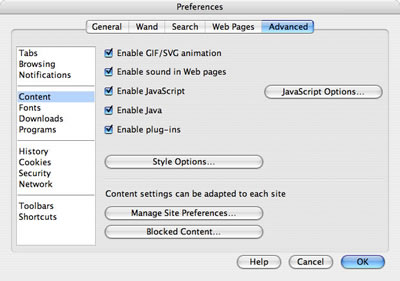 Preferences
General Wand Search Web Pages Advanced
Tabs
Browsing
Notifications
Content
Fonts
Downloads
Programs
History
Cookies
Security
Network
Toolbars
Shortcuts
Enable GIF/SVG animation
Enable sound in Web pages
Enable JavaScript
JavaScript Options...
Enable Java
Enable plug-ins
Style Options...
Content settings can be adapted to each site
Manage Site Preferences...
Blocked Content...
Help Cancel OK